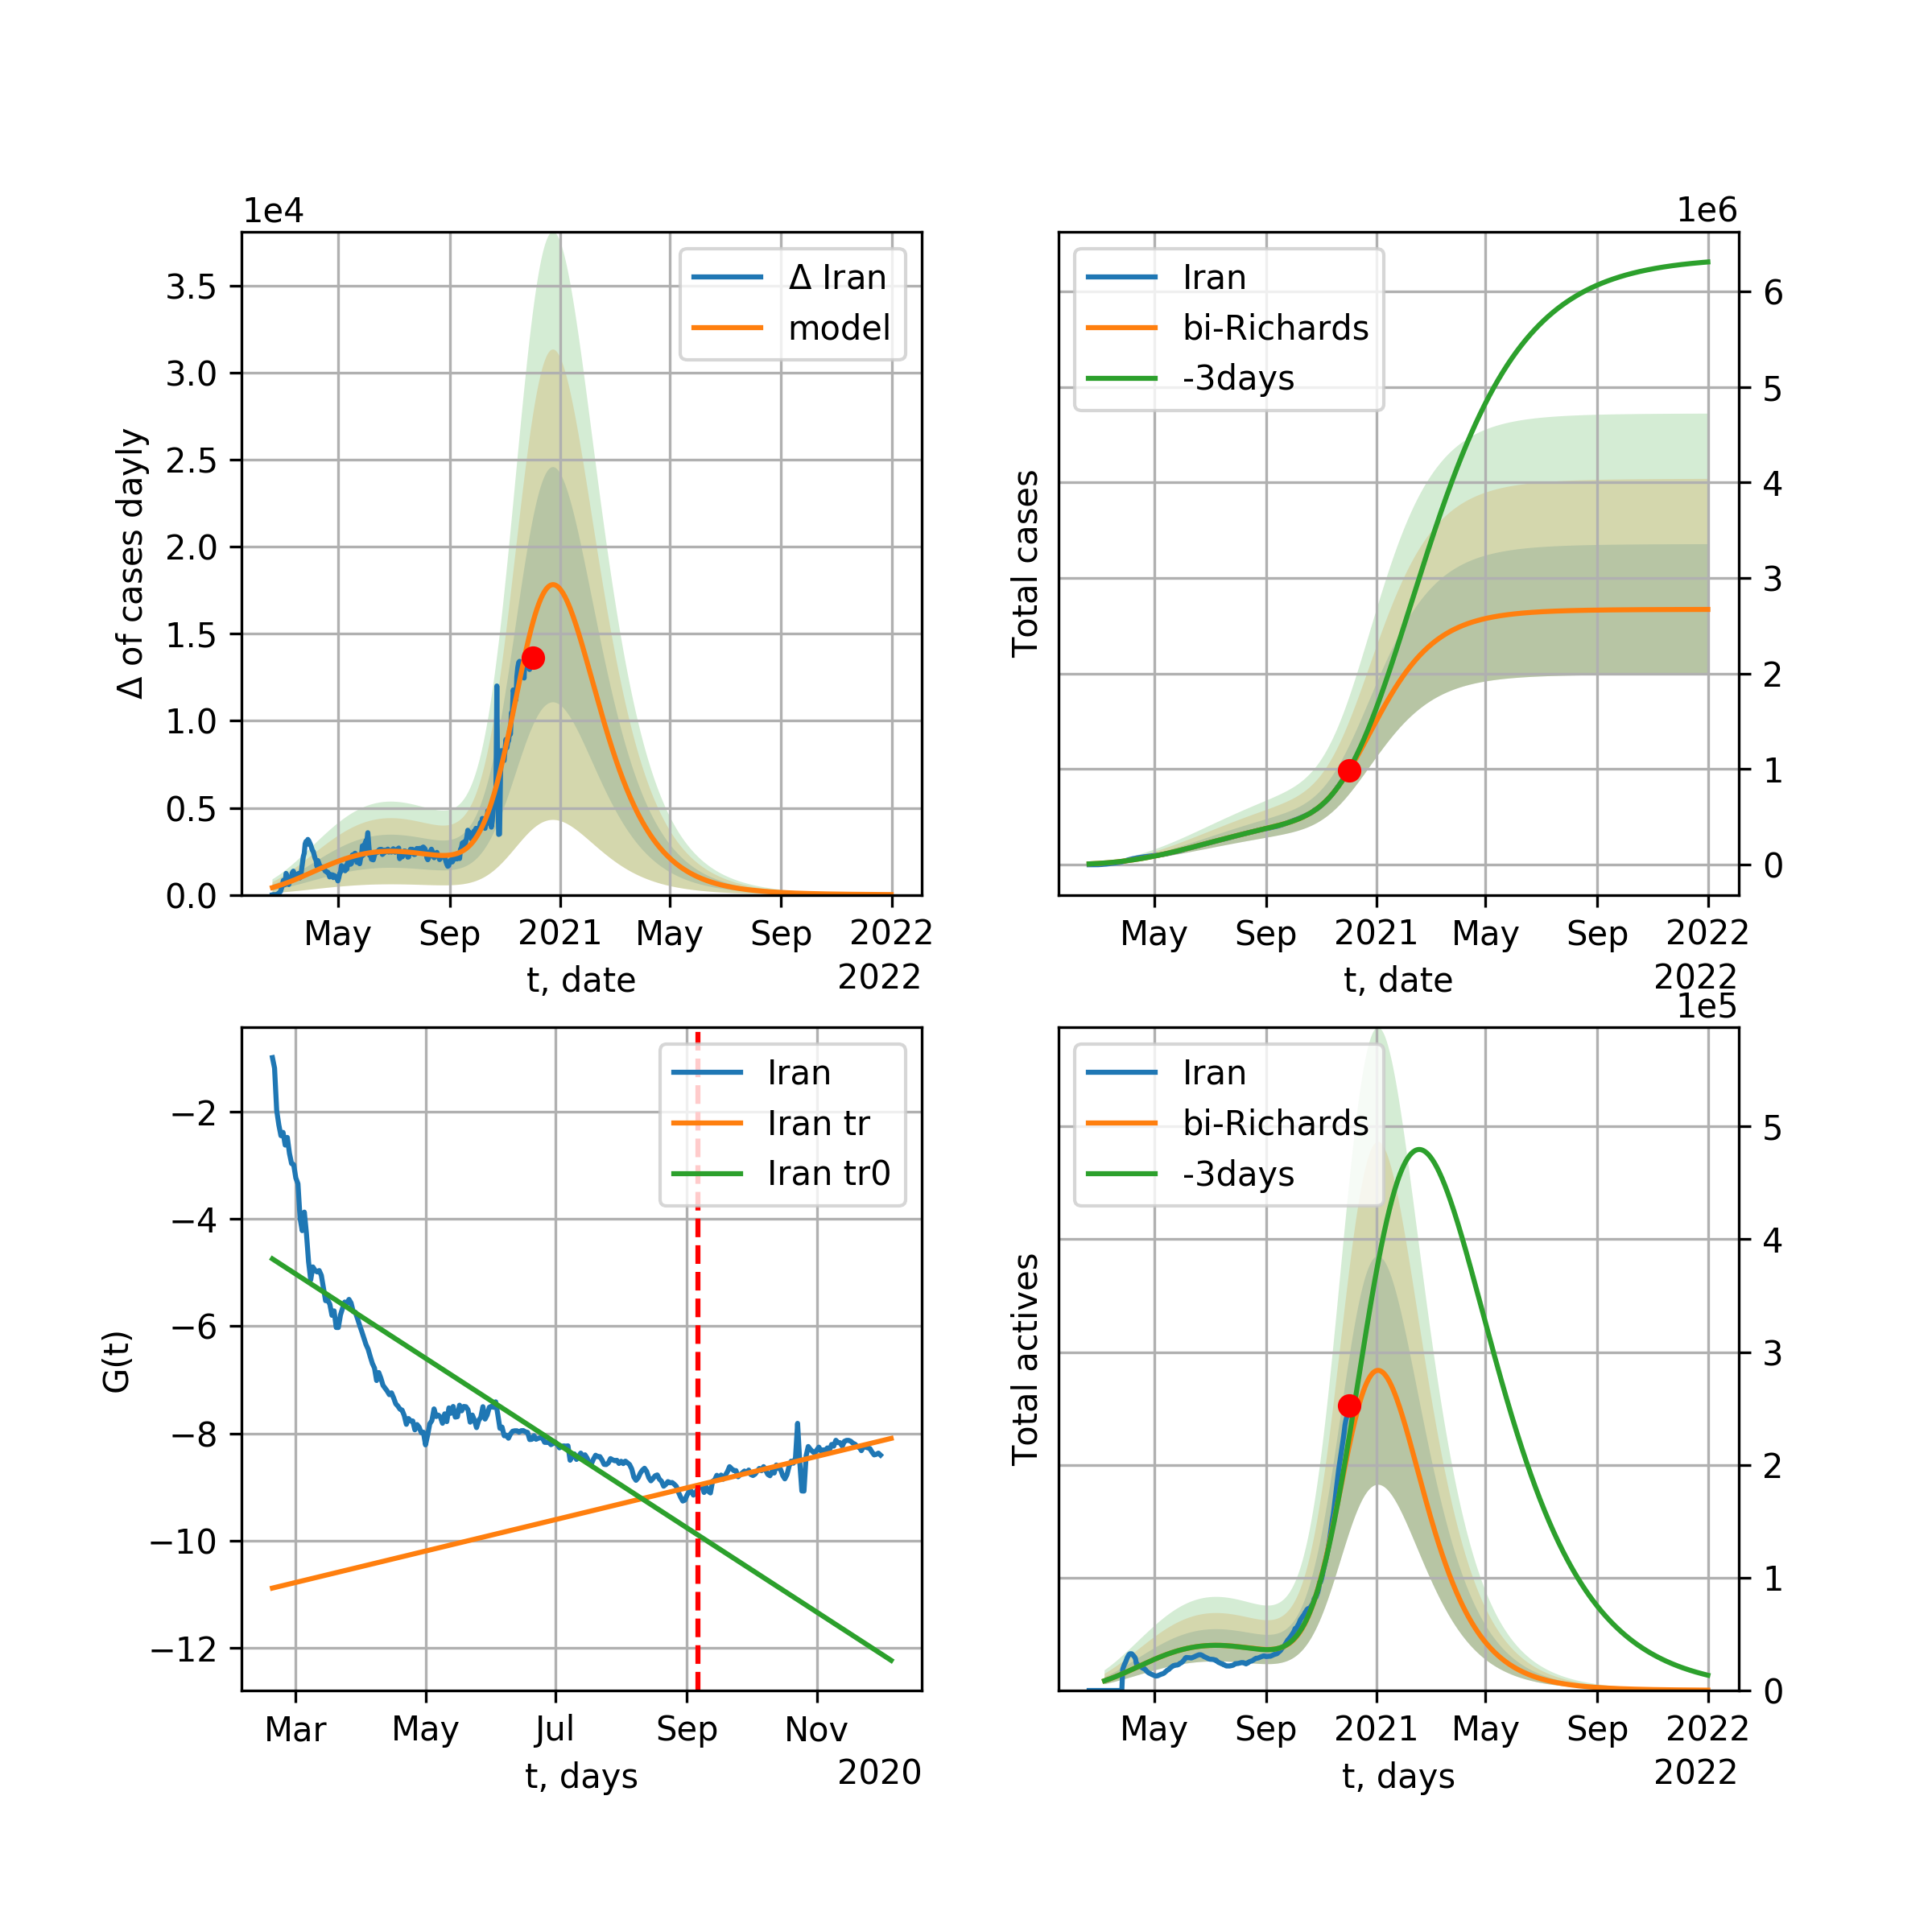 1e4
3.5
3.0
2.5
2.0
1.5
1.0
0.5
0.0
Δ of cases dayly
Δ Iran
model
May Sep 2021 May Sep 2022
t, date
2022
1e6
6
5
4
3
2
1
0
Total cases
Iran
bi-Richards
-3days
May Sep 2021 May Sep 2022
t, date
2022
−2
−4
−6
−8
−10
−12
G(t)
Iran
Iran tr
Iran tr0
Mar May Jul Sep Nov
t, days
2020
1e5
5
4
3
2
1
0
Total actives
Iran
bi-Richards
-3days
May Sep 2021 May Sep 2022
t, days
2022